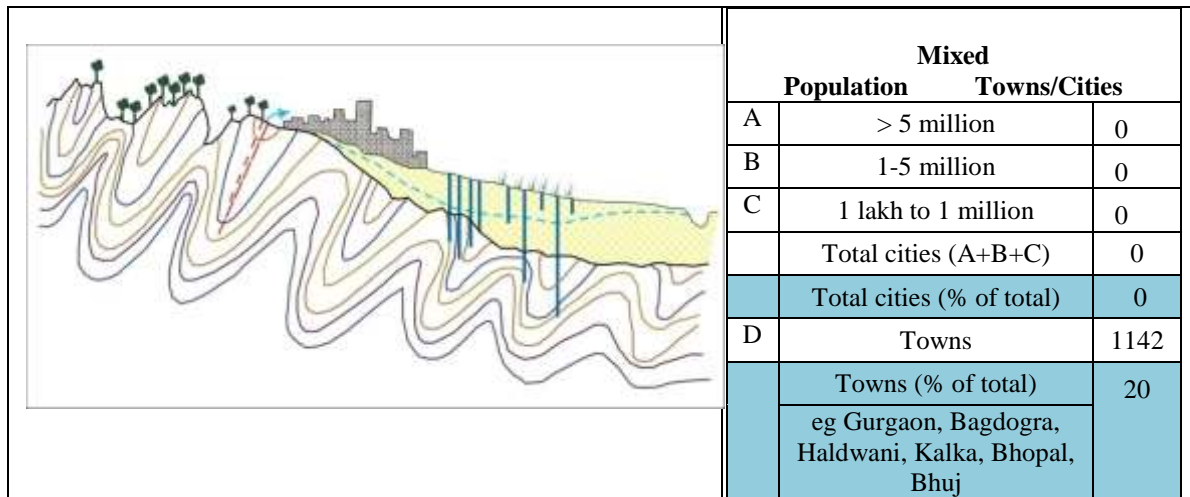 Mixed
Population Towns/Cities
A > 5 million 0
B 1-5 million 0
C 1 lakh to 1 million 0
Total cities (A+B+C) 0
Total cities (% of total) 0
D Towns 1142
Towns (% of total) 20
eg Gurgaon, Bagdogra,
Haldwani, Kalka, Bhopal,
Bhuj